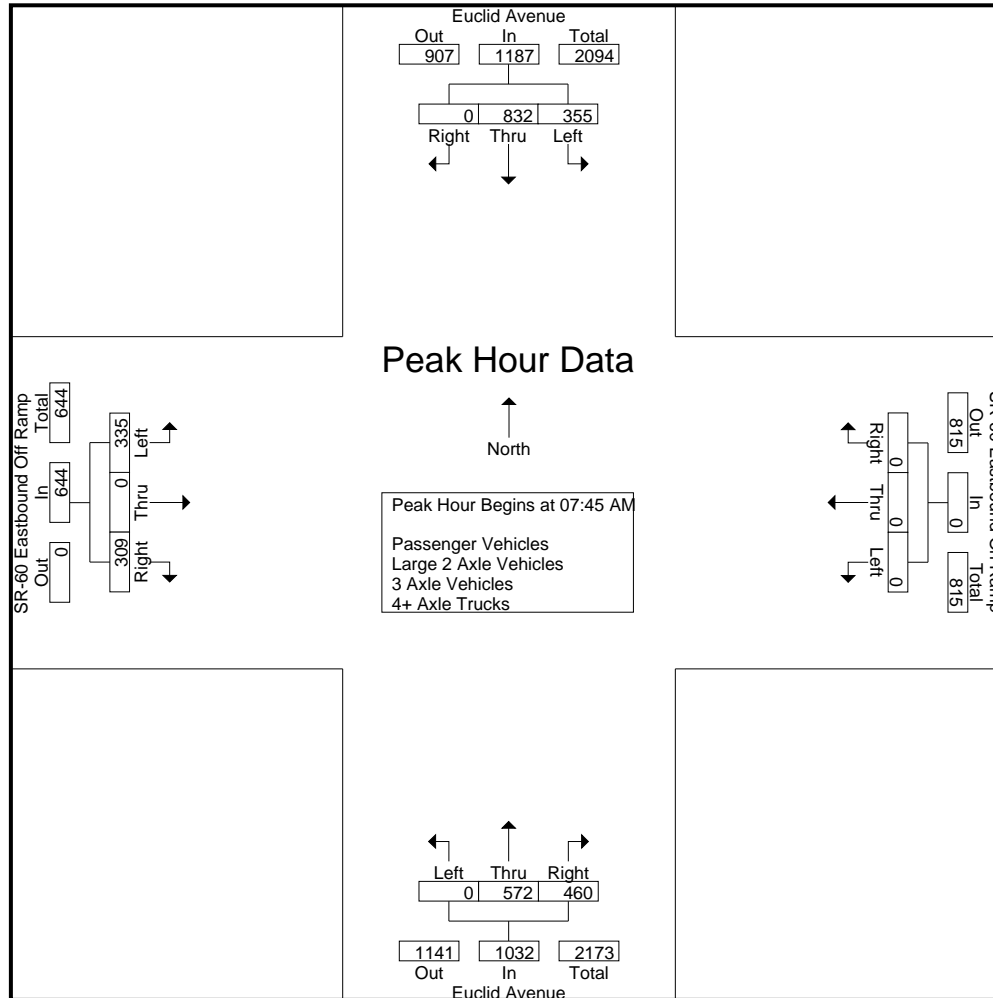 Euclid Avenue
Out In Total
907 1187 2094
0 832 355
Right Thru Left
Peak Hour Data
North
Peak Hour Begins at 07:45 AM
Passenger Vehicles
Large 2 Axle Vehicles
3 Axle Vehicles
4+ Axle Trucks
SR-60 Eastbound Off Ramp
Out In Total
0 644 644
309 0 335
Right Thru Left
Right Thru Left
0 0 0
Out In Total
815 0 815
Eastbound On Ramp
Left Thru Right
0 572 460
1141 1032 2173
Out In Total
Euclid Avenue